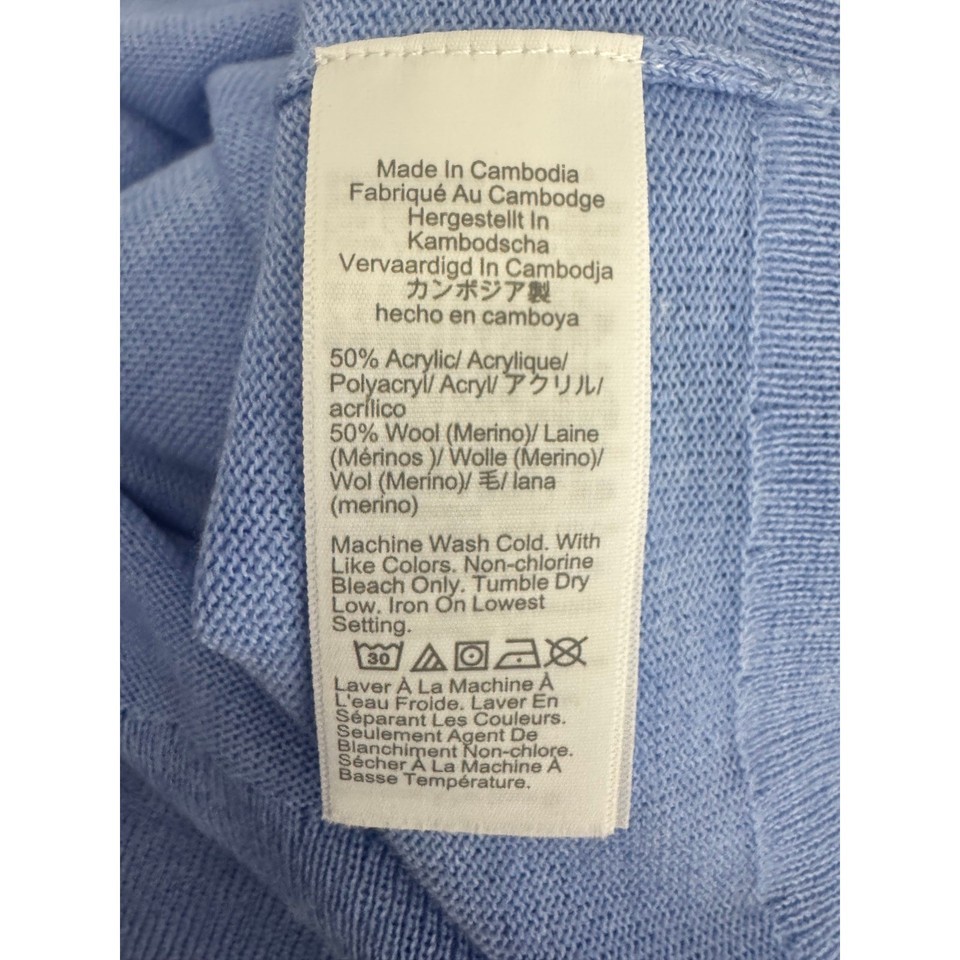 Made In Cambodia
Fabriqué Au Cambodge
Hergestellt In
Kambodscha
Vervaardigd In Cambodja
カンボジア製
hecho en camboya
50% Acrylic/ Acrylique/
Polyacryl/ Acryl/ アクリル/
acrílico
50% Wool (Merino)/ Laine
(Mérinos )/ Wolle (Merino)/
Wol (Merino)/ 毛/ lana
(merino)
Machine Wash Cold. With
Like Colors. Non-chlorine
Bleach Only. Tumble Dry
Low. Iron On Lowest
Setting.
30
Laver À La Machine À
L'eau Froide. Laver En
Séparant Les Couleurs.
Seulement Agent De
Blanchiment Non-chlore.
Sécher À La Machine À
Basse Température.